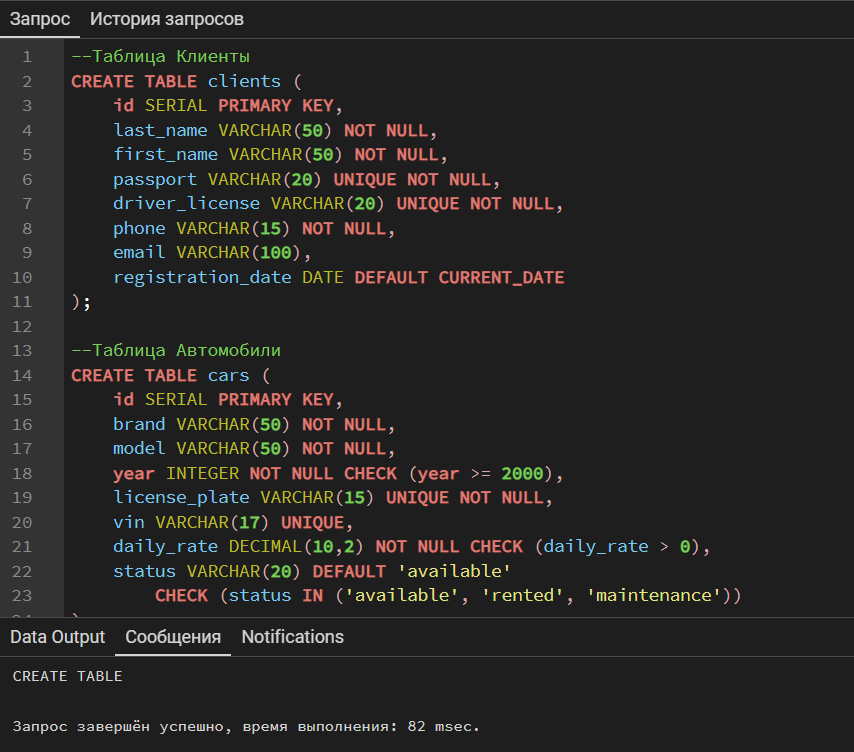 Запрос История запросов
1 --Таблица Клиенты
2 CREATE TABLE clients (
3 id SERIAL PRIMARY KEY,
4 last_name VARCHAR(50) NOT NULL,
5 first_name VARCHAR(50) NOT NULL,
6 passport VARCHAR(20) UNIQUE NOT NULL,
7 driver_license VARCHAR(20) UNIQUE NOT NULL,
8 phone VARCHAR(15) NOT NULL,
9 email VARCHAR(100),
10 registration_date DATE DEFAULT CURRENT_DATE
11 );
12
13 --Таблица Автомобили
14 CREATE TABLE cars (
15 id SERIAL PRIMARY KEY,
16 brand VARCHAR(50) NOT NULL,
17 model VARCHAR(50) NOT NULL,
18 year INTEGER NOT NULL CHECK (year >= 2000),
19 license_plate VARCHAR(15) UNIQUE NOT NULL,
20 vin VARCHAR(17) UNIQUE,
21 daily_rate DECIMAL(10,2) NOT NULL CHECK (daily_rate > 0),
22 status VARCHAR(20) DEFAULT 'available'
23 CHECK (status IN ('available', 'rented', 'maintenance'))
Data Output Сообщения Notifications
CREATE TABLE
Запрос завершён успешно, время выполнения: 82 msec.